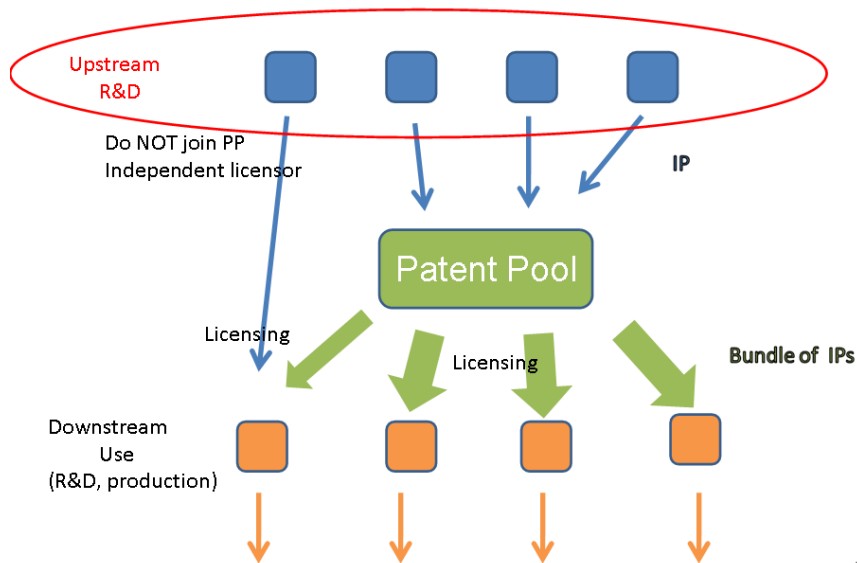 Upstream
R&D
Do NOT join PP
Independent licensor
IP
Patent Pool
Licensing
Licensing
Bundle of IPs
Downstream
Use
(R&D, production)